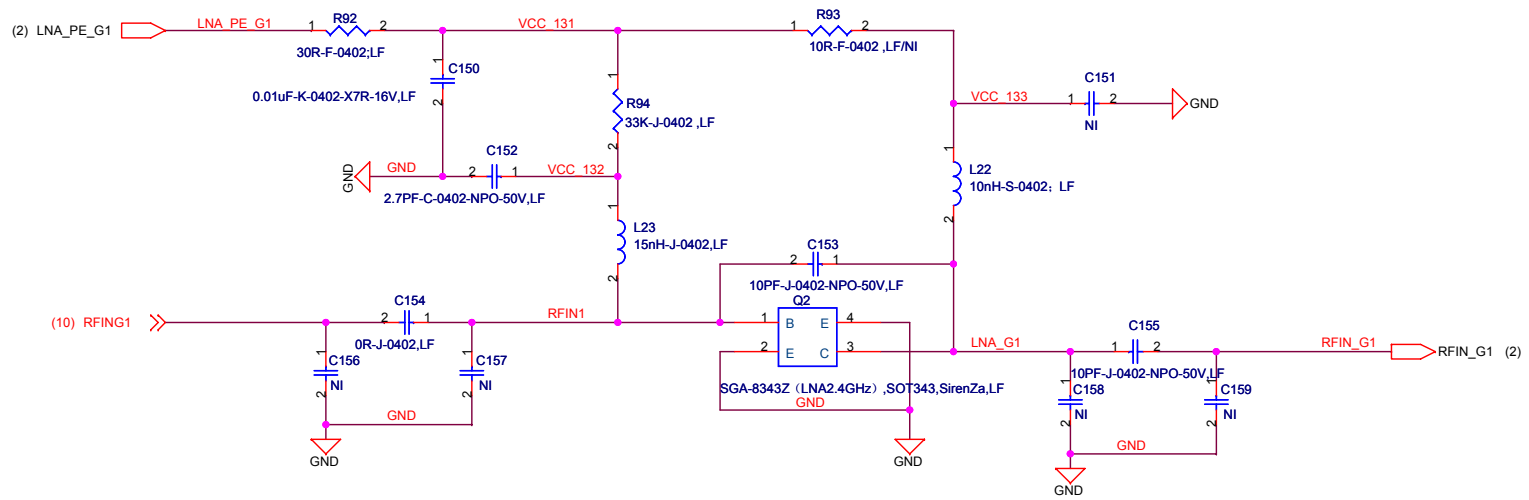 R92
R93
(2) LNA_PE_G1
LNA_PE_G1
1
2
VCC_131
1
2
30R-F-0402;LF
10R-F-0402 ,LF/NI
1
C150
0.01uF-K-0402-X7R-16V,LF
2
1
R94
33K-J-0402 ,LF
2
C151
VCC_133
1
2
GND
NI
C152
GND
GND
2
1
VCC_132
2.7PF-C-0402-NPO-50V,LF
1
L22
10nH-S-0402; LF
2
1
L23
15nH-J-0402,LF
2
C153
2
1
10PF-J-0402-NPO-50V,LF
Q2
C154
(10) RFING1
2
1
RFIN1
1
B
E
4
0R-J-0402,LF
2
E
C
3
LNA_G1
C155
1
2
RFIN_G1
RFIN_G1 (2)
1
C156
NI
2
1
C157
NI
2
10PF-J-0402-NPO-50V,LF
SGA-8343Z（LNA2.4GHz）,SOT343,SirenZa,LF
GND
1
C158
NI
2
1
C159
NI
2
GND
GND
GND
GND
GND